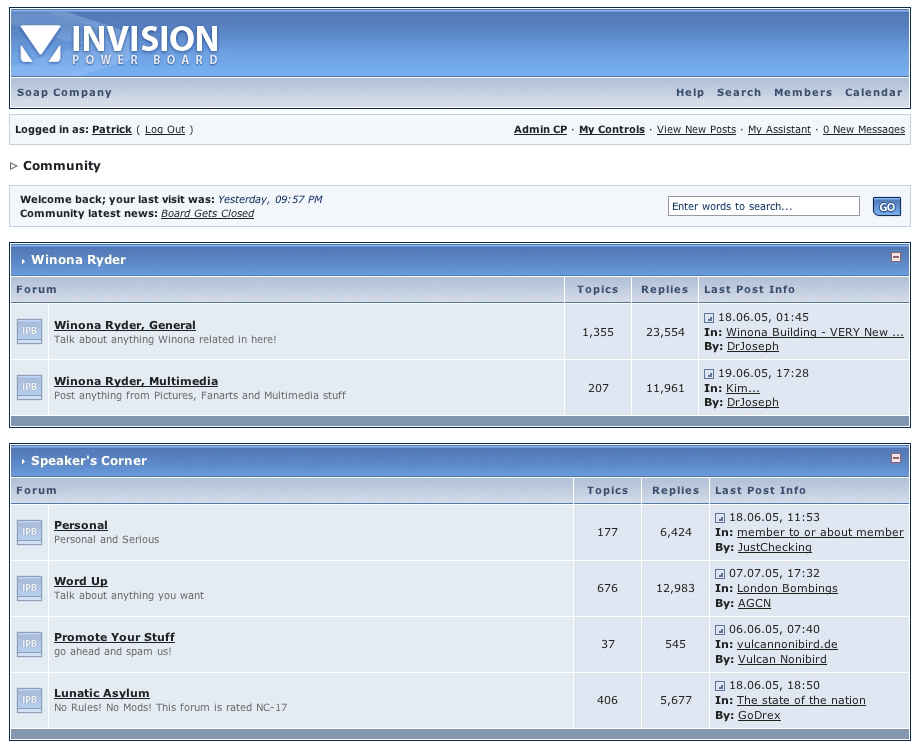 INVISION
POWER BOARD
Soap Company Help Search Members Calendar
Logged in as: Patrick ( Log Out ) Admin CP · My Controls · View New Posts · My Assistant · 0 New Messages
Community
Welcome back; your last visit was: Yesterday, 09:57 PM
Community latest news: Board Gets Closed
Enter words to search... GO
Winona Ryder
Forum Topics Replies Last Post Info
IPB Winona Ryder, General
Talk about anything Winona related in here!
1,355 23,554
18.06.05, 01:45
In: Winona Building - VERY New ...
By: DrJoseph
IPB Winona Ryder, Multimedia
Post anything from Pictures, Fanarts and Multimedia stuff
207 11,961
19.06.05, 17:28
In: Kim...
By: DrJoseph
Speaker's Corner
Forum Topics Replies Last Post Info
IPB Personal
Personal and Serious
177 6,424
18.06.05, 11:53
In: member to or about member
By: JustChecking
IPB Word Up
Talk about anything you want
676 12,983
07.07.05, 17:32
In: London Bombings
By: AGCN
IPB Promote Your Stuff
go ahead and spam us!
37 545
06.06.05, 07:40
In: vulcannonibird.de
By: Vulcan Nonibird
IPB Lunatic Asylum
No Rules! No Mods! This forum is rated NC-17
406 5,677
18.06.05, 18:50
In: The state of the nation
By: GoDrex